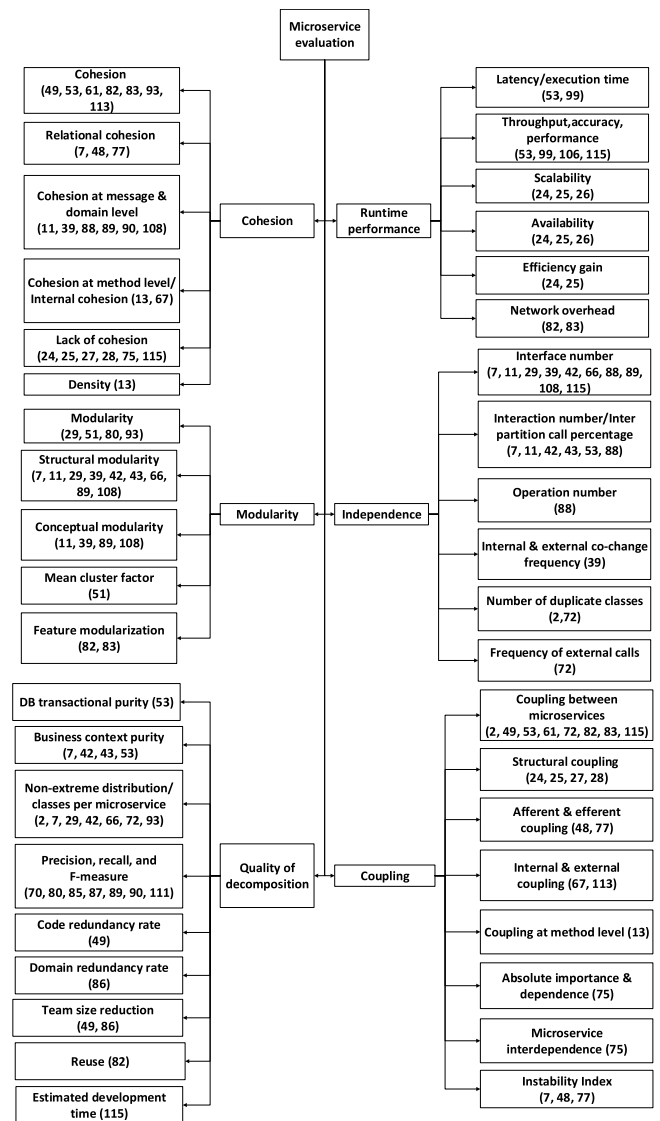 Microservice
evaluation
Cohesion
(49, 53, 61, 82, 83, 93,
113)
Relational cohesion
(7, 48, 77)
Cohesion at message &
domain level
(11, 39, 88, 89, 90, 108)
Cohesion at method level/
Internal cohesion (13, 67)
Lack of cohesion
(24, 25, 27, 28, 75, 115)
Density (13)
Cohesion
Runtime
performance
Latency/execution time
(53, 99)
Throughput,accuracy,
performance
(53, 99, 106, 115)
Scalability
(24, 25, 26)
Availability
(24, 25, 26)
Efficiency gain
(24, 25)
Network overhead
(82, 83)
Modularity
(29, 51, 80, 93)
Structural modularity
(7, 11, 29, 39, 42, 43, 66,
89, 108)
Conceptual modularity
(11, 39, 89, 108)
Mean cluster factor
(51)
Feature modularization
(82, 83)
Modularity
Independence
Interface number
(7, 11, 29, 39, 42, 66, 88, 89,
108, 115)
Interaction number/Inter
partition call percentage
(7, 11, 42, 43, 53, 88)
Operation number
(88)
Internal & external co-change
frequency (39)
Number of duplicate classes
(2,72)
Frequency of external calls
(72)
DB transactional purity (53)
Business context purity
(7, 42, 43, 53)
Non-extreme distribution/
classes per microservice
(2, 7, 29, 42, 66, 72, 93)
Precision, recall, and
F-measure
(70, 80, 85, 87, 89, 90, 111)
Code redundancy rate
(49)
Domain redundancy rate
(86)
Team size reduction
(49, 86)
Reuse (82)
Estimated development
time (115)
Quality of
decomposition
Coupling
Coupling between
microservices
(2, 49, 53, 61, 72, 82, 83, 115)
Structural coupling
(24, 25, 27, 28)
Afferent & efferent
coupling (48, 77)
Internal & external
coupling (67, 113)
Coupling at method level (13)
Absolute importance &
dependence (75)
Microservice
interdependence (75)
Instability Index
(7, 48, 77)